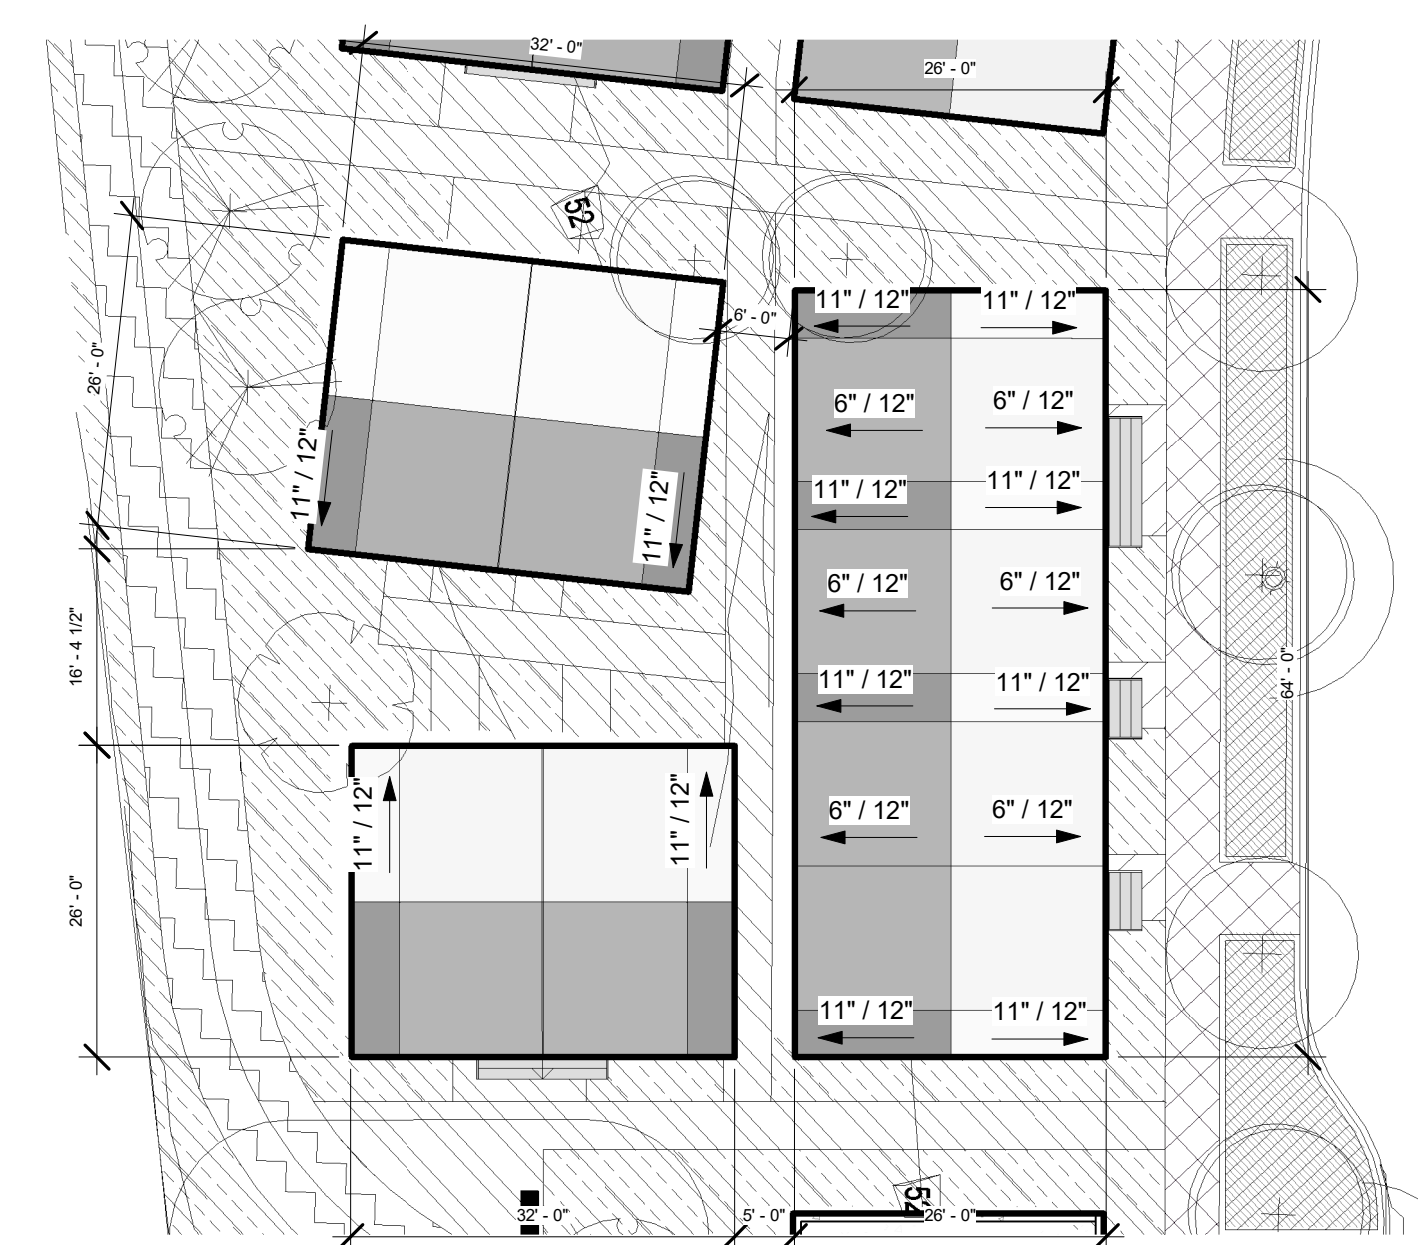 32' - 0"
26' - 0"
52
11" / 12"
11" / 12"
6' - 0"
26' - 0"
6" / 12"
6" / 12"
11" / 12"
11" / 12"
11" / 12"
11" / 12"
6" / 12"
6" / 12"
16' - 4 1/2"
64' - 0"
11" / 12"
11" / 12"
11" / 12"
11" / 12"
6" / 12"
6" / 12"
26' - 0"
11" / 12"
11" / 12"
32' - 0"
5' - 0"
26' - 0"